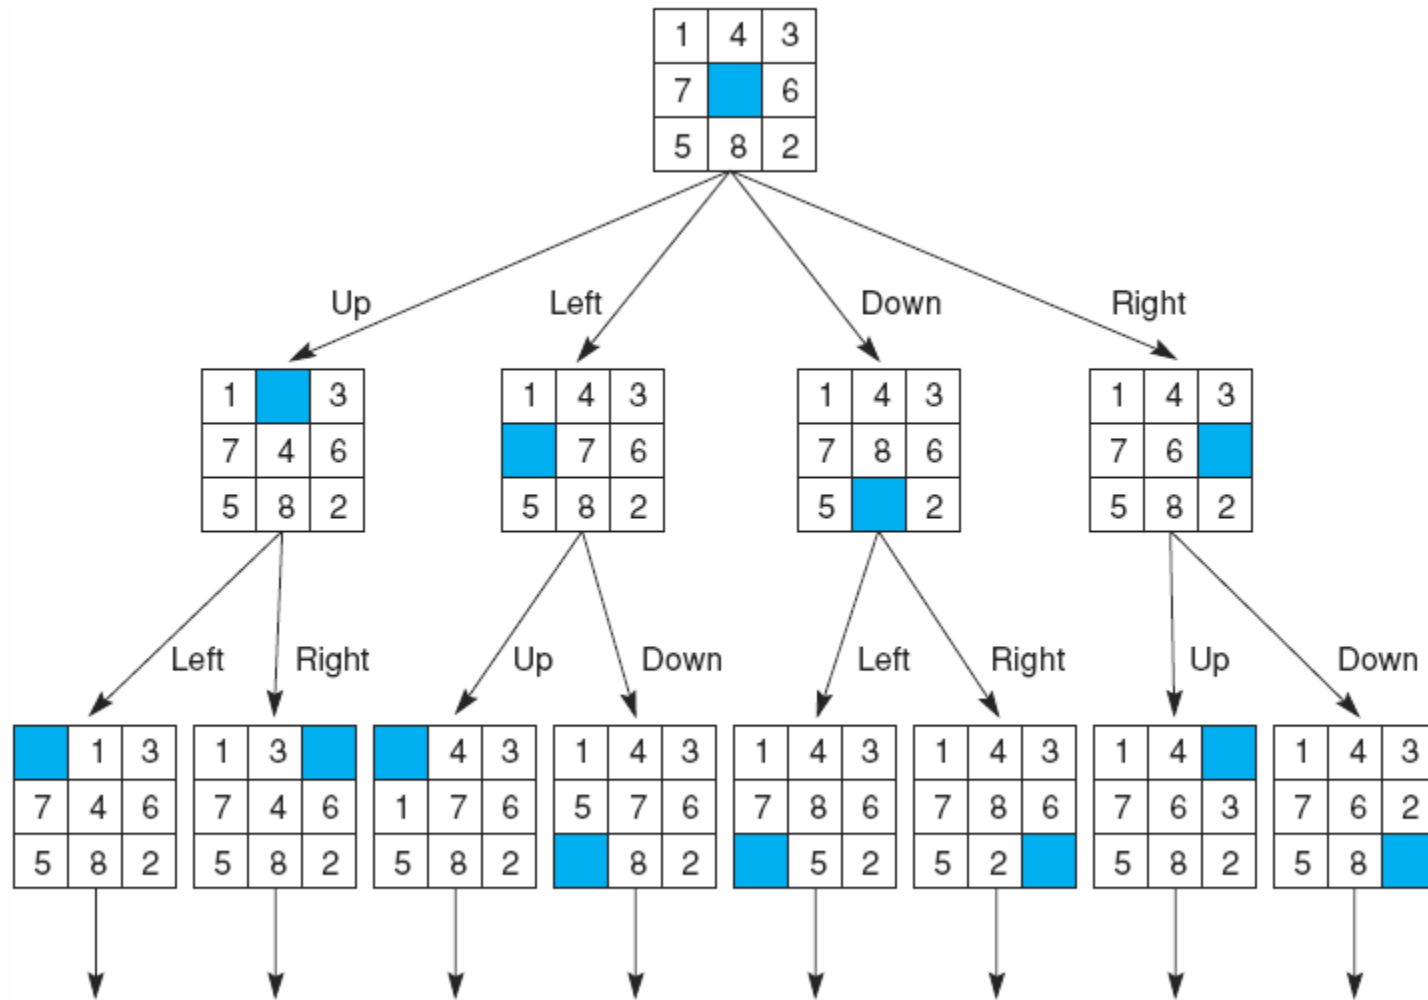 1 4 3
7 6
5 8 2
Up Left Down Right
1 3 1 4 3 1 4 3 1 4 3
7 4 6 7 6 7 8 6 7 6
5 8 2 5 8 2 5 2 5 8 2
Left Right Up Down Left Right Up Down
1 3 1 3 4 3 1 4 3 1 4 3 1 4 3 1 4 1 4 3
7 4 6 7 4 6 1 7 6 5 7 6 7 8 6 7 8 6 7 6 3 7 6 2
5 8 2 5 8 2 5 8 2 8 2 5 2 5 2 5 8 2 5 8